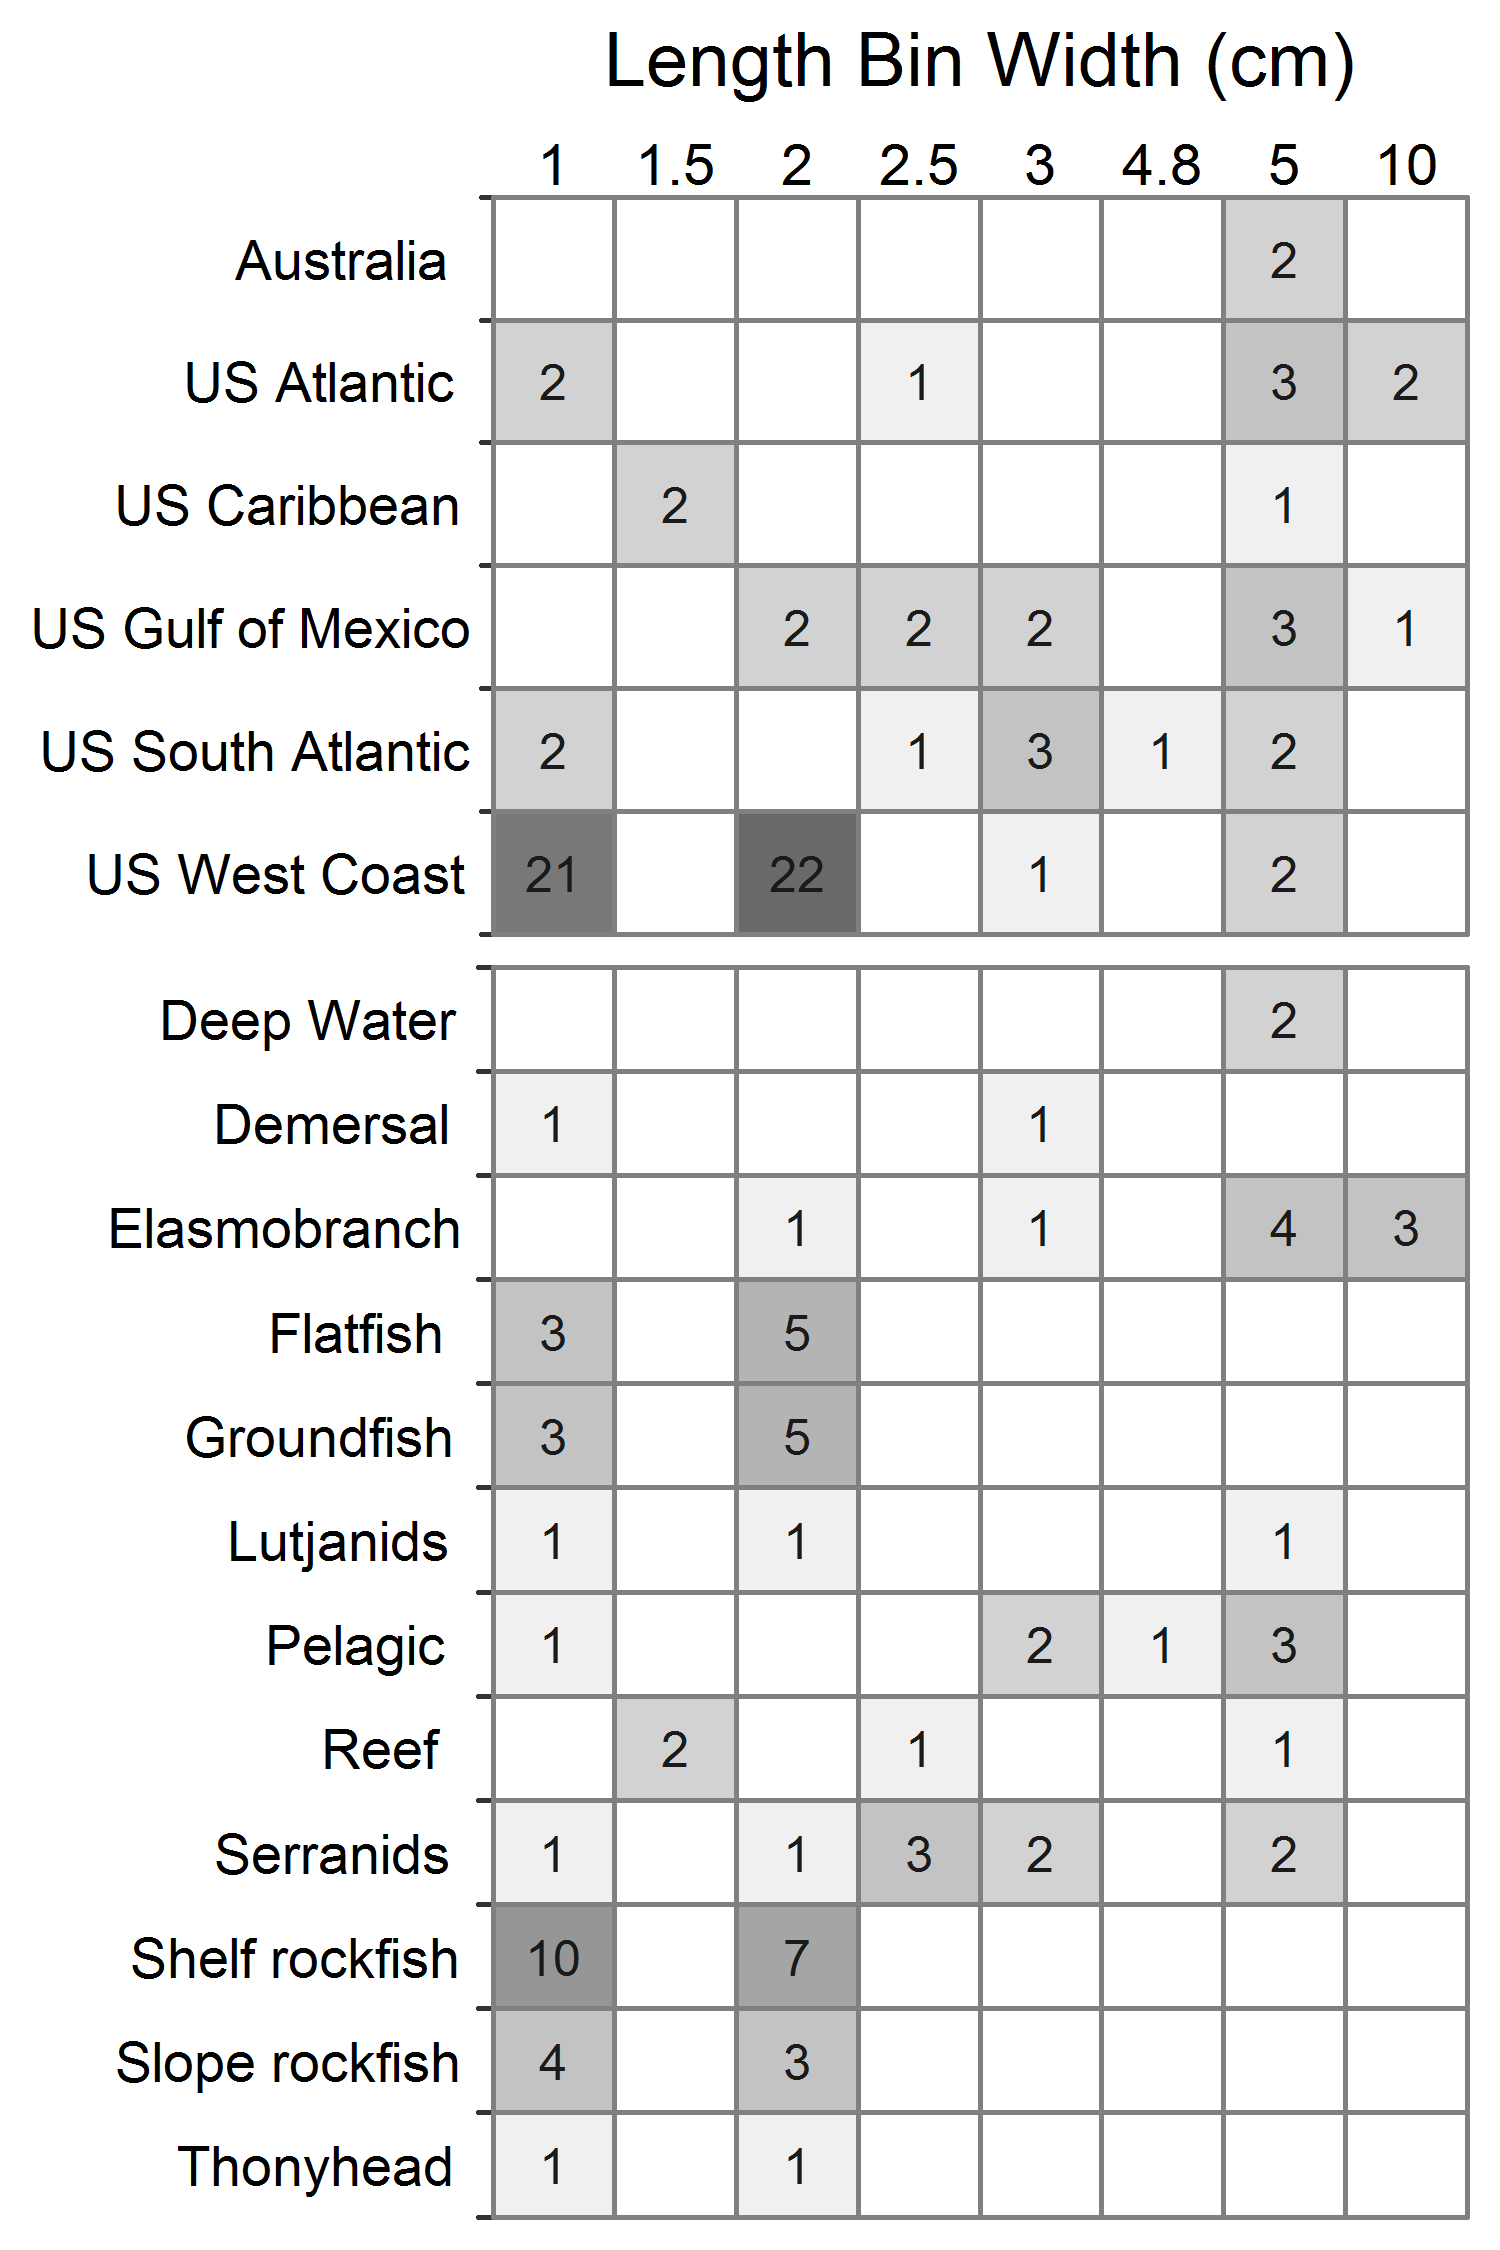 Length Bin Width (cm)
1 1.5 2 2.5 3 4.8 5 10
Australia 2
US Atlantic 2 1 3 2
US Caribbean 2 1
US Gulf of Mexico 2 2 2 3 1
US South Atlantic 2 1 3 1 2
US West Coast 21 22 1 2
Deep Water 2
Demersal 1 1
Elasmobranch 1 1 4 3
Flatfish 3 5
Groundfish 3 5
Lutjanids 1 1 1
Pelagic 1 2 1 3
Reef 2 1 1
Serranids 1 1 3 2 2
Shelf rockfish 10 7
Slope rockfish 4 3
Thonyhead 1 1